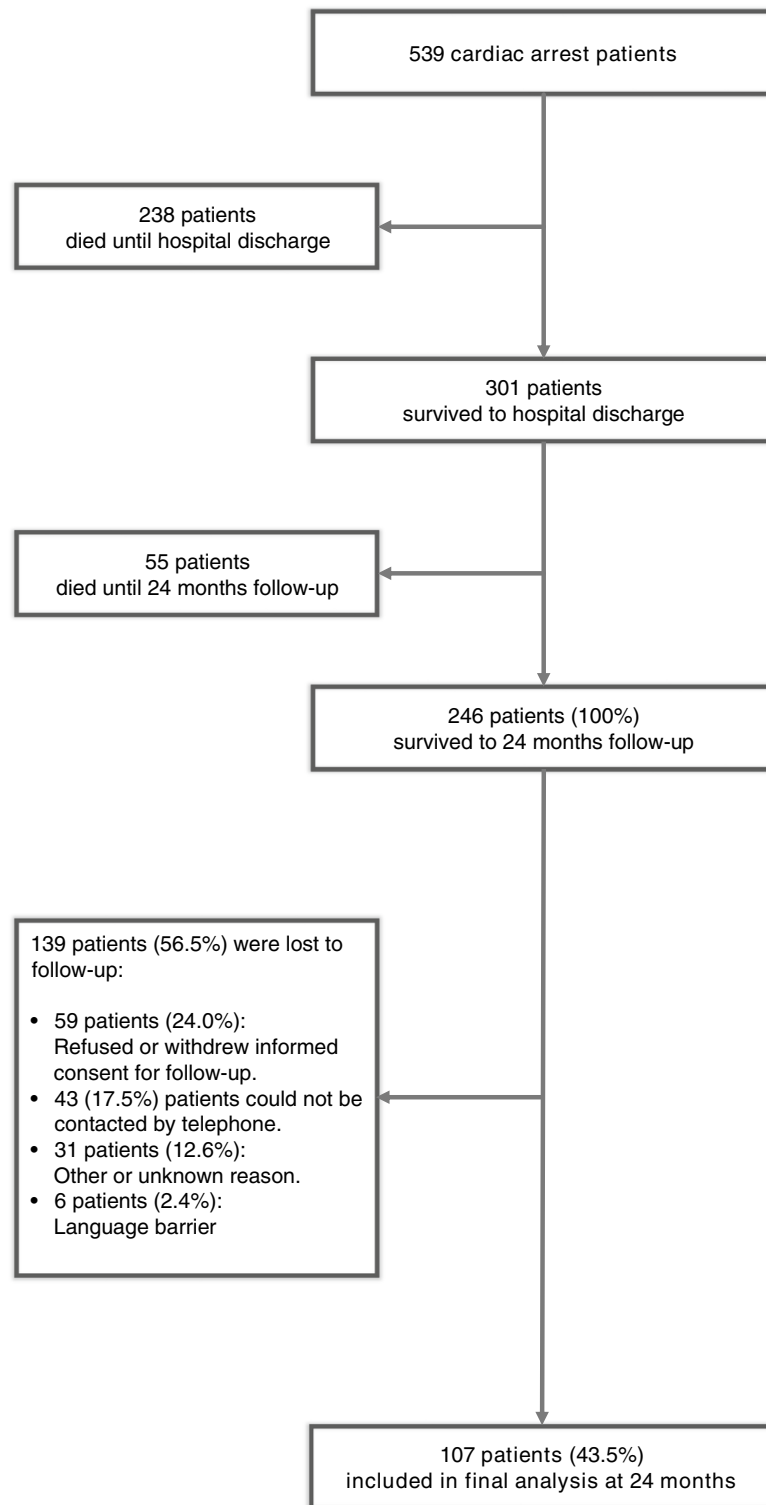 539 cardiac arrest patients
238 patients
died until hospital discharge
301 patients
survived to hospital discharge
55 patients
died until 24 months follow-up
246 patients (100%)
survived to 24 months follow-up
139 patients (56.5%) were lost to
follow-up:
• 59 patients (24.0%):
Refused or withdrew informed
consent for follow-up.
• 43 (17.5%) patients could not be
contacted by telephone.
• 31 patients (12.6%):
Other or unknown reason.
• 6 patients (2.4%):
Language barrier
107 patients (43.5%)
included in final analysis at 24 months